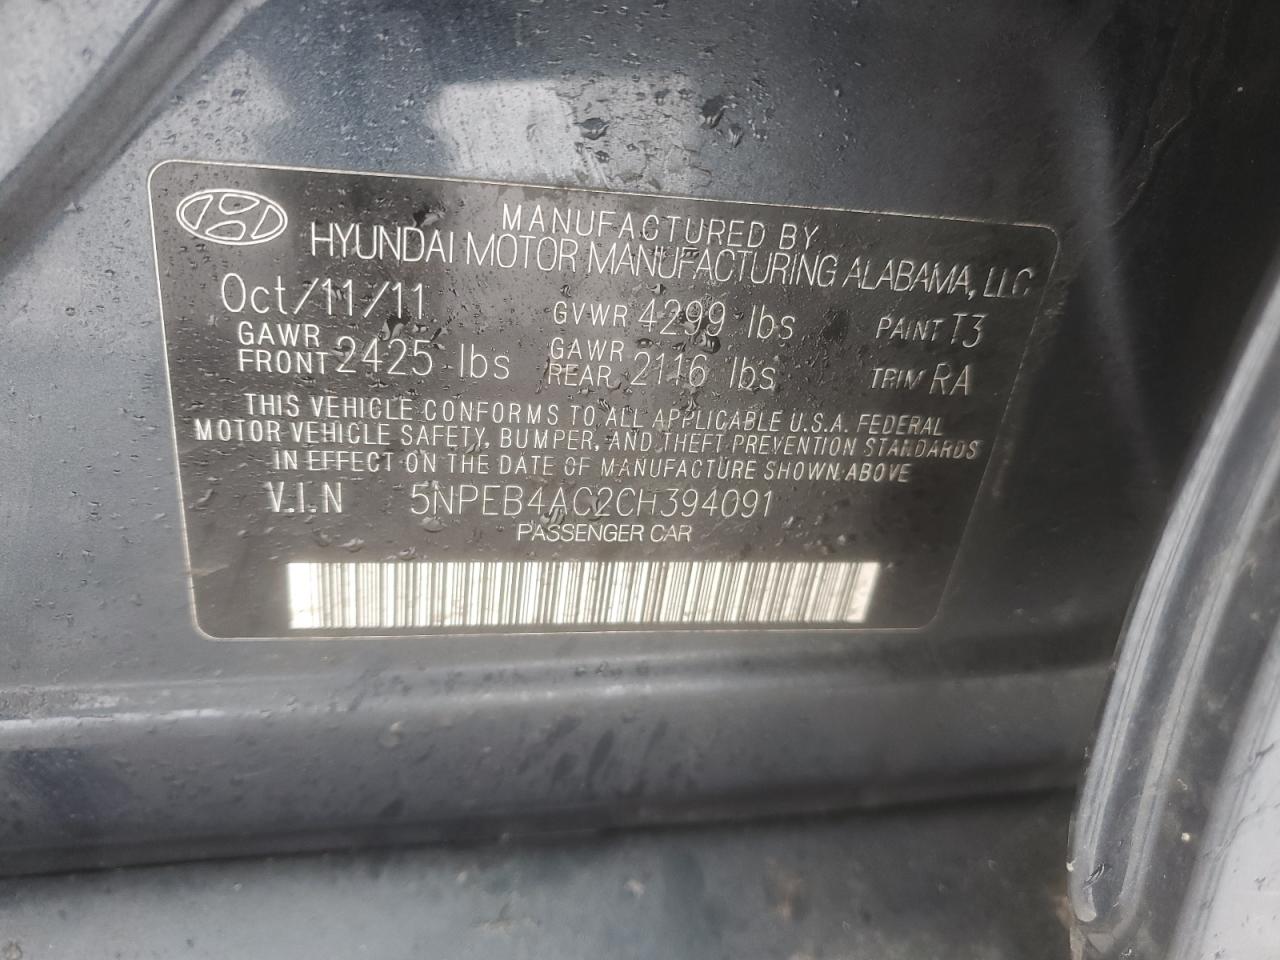 MANUFACTURED BY
HYUNDAI MOTOR MANUFACTURING ALABAMA, LLC
Oct/11/11 GVWR 4299 lbs PAINT T3
GAWR FRONT 2425 lbs GAWR REAR 2116 lbs TRIM RA
THIS VEHICLE CONFORMS TO ALL APPLICABLE U.S.A. FEDERAL
MOTOR VEHICLE SAFETY, BUMPER, AND THEFT PREVENTION STANDARDS
IN EFFECT ON THE DATE OF MANUFACTURE SHOWN ABOVE
V.I.N 5NPEB4AC2CH394091
PASSENGER CAR